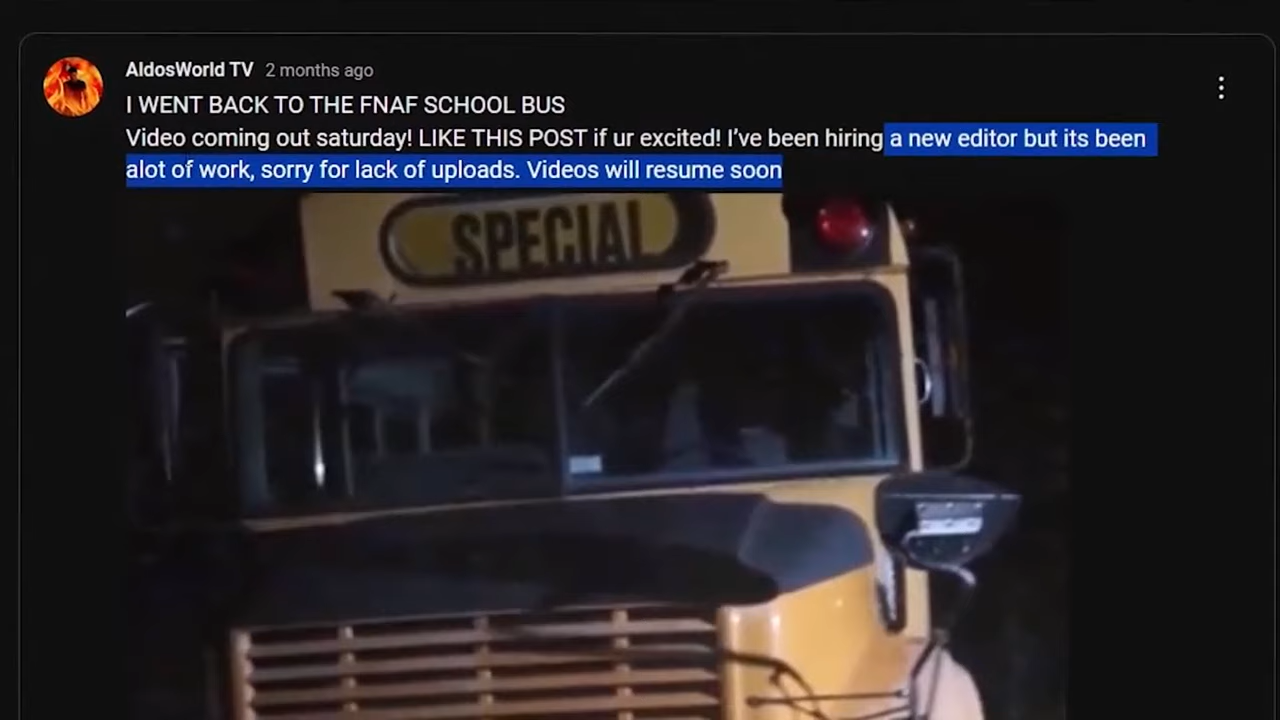 AldosWorld TV 2 months ago
I WENT BACK TO THE FNAF SCHOOL BUS
Video coming out saturday! LIKE THIS POST if ur excited! I’ve been hiring a new editor but its been
alot of work, sorry for lack of uploads. Videos will resume soon
SPECIAL